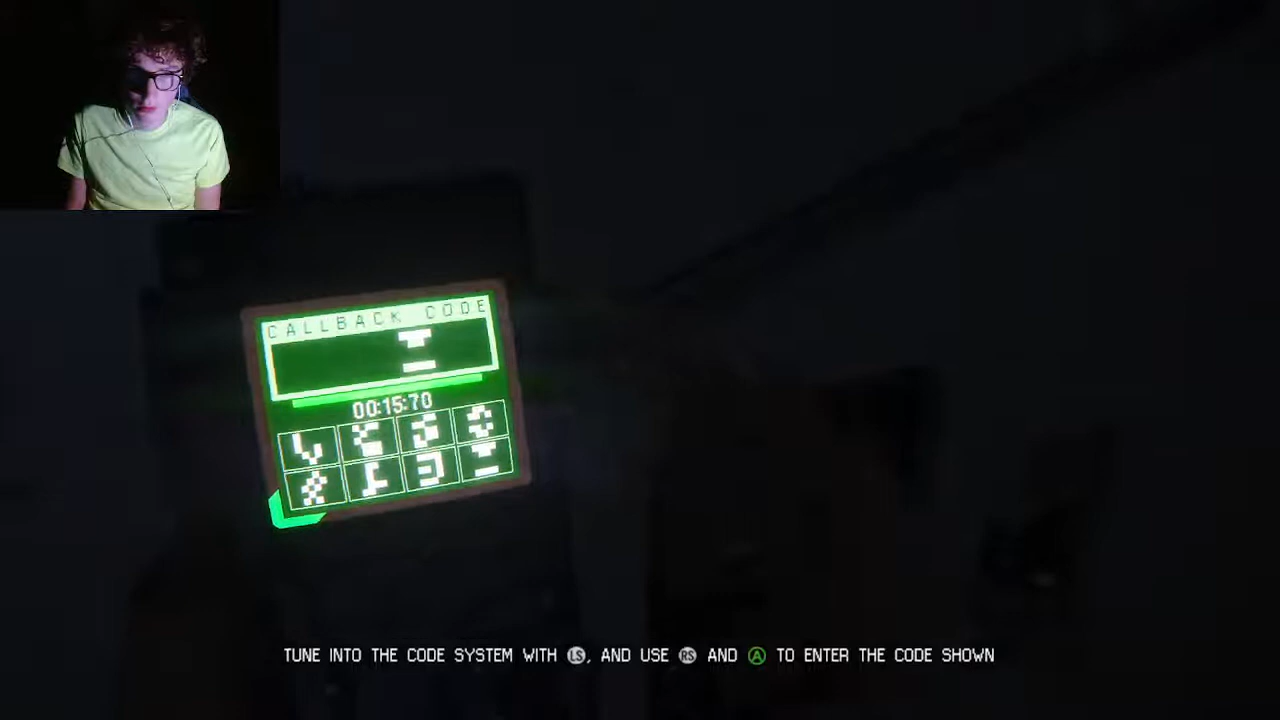 CALLBACK CODE
00:15:70
TUNE INTO THE CODE SYSTEM WITH LS, AND USE RS AND A TO ENTER THE CODE SHOWN